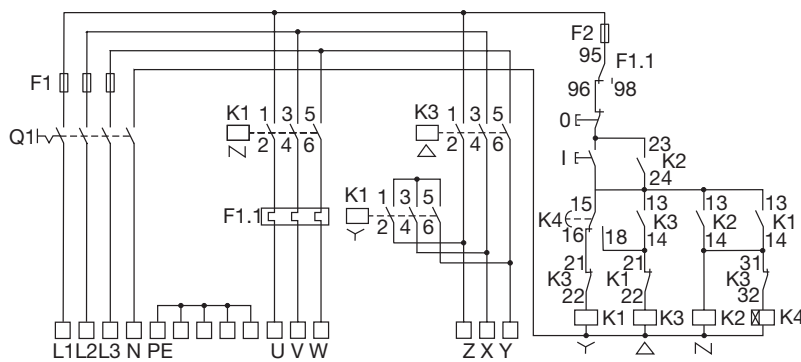 F2
95
F1.1
96 98
F1
K1 1 3 5
2 4 6
K3 1 3 5
2 4 6
0
Q1
I
23
K2
24
K1 1 3 5
2 4 6
F1.1
15 13 13 13
K4 K3 K2 K1
16 18 14 14 14
21 21 31
K3 K1 K3
22 22 32
K1 K3 K2 K4
L1 L2 L3 N PE U V W Z X Y